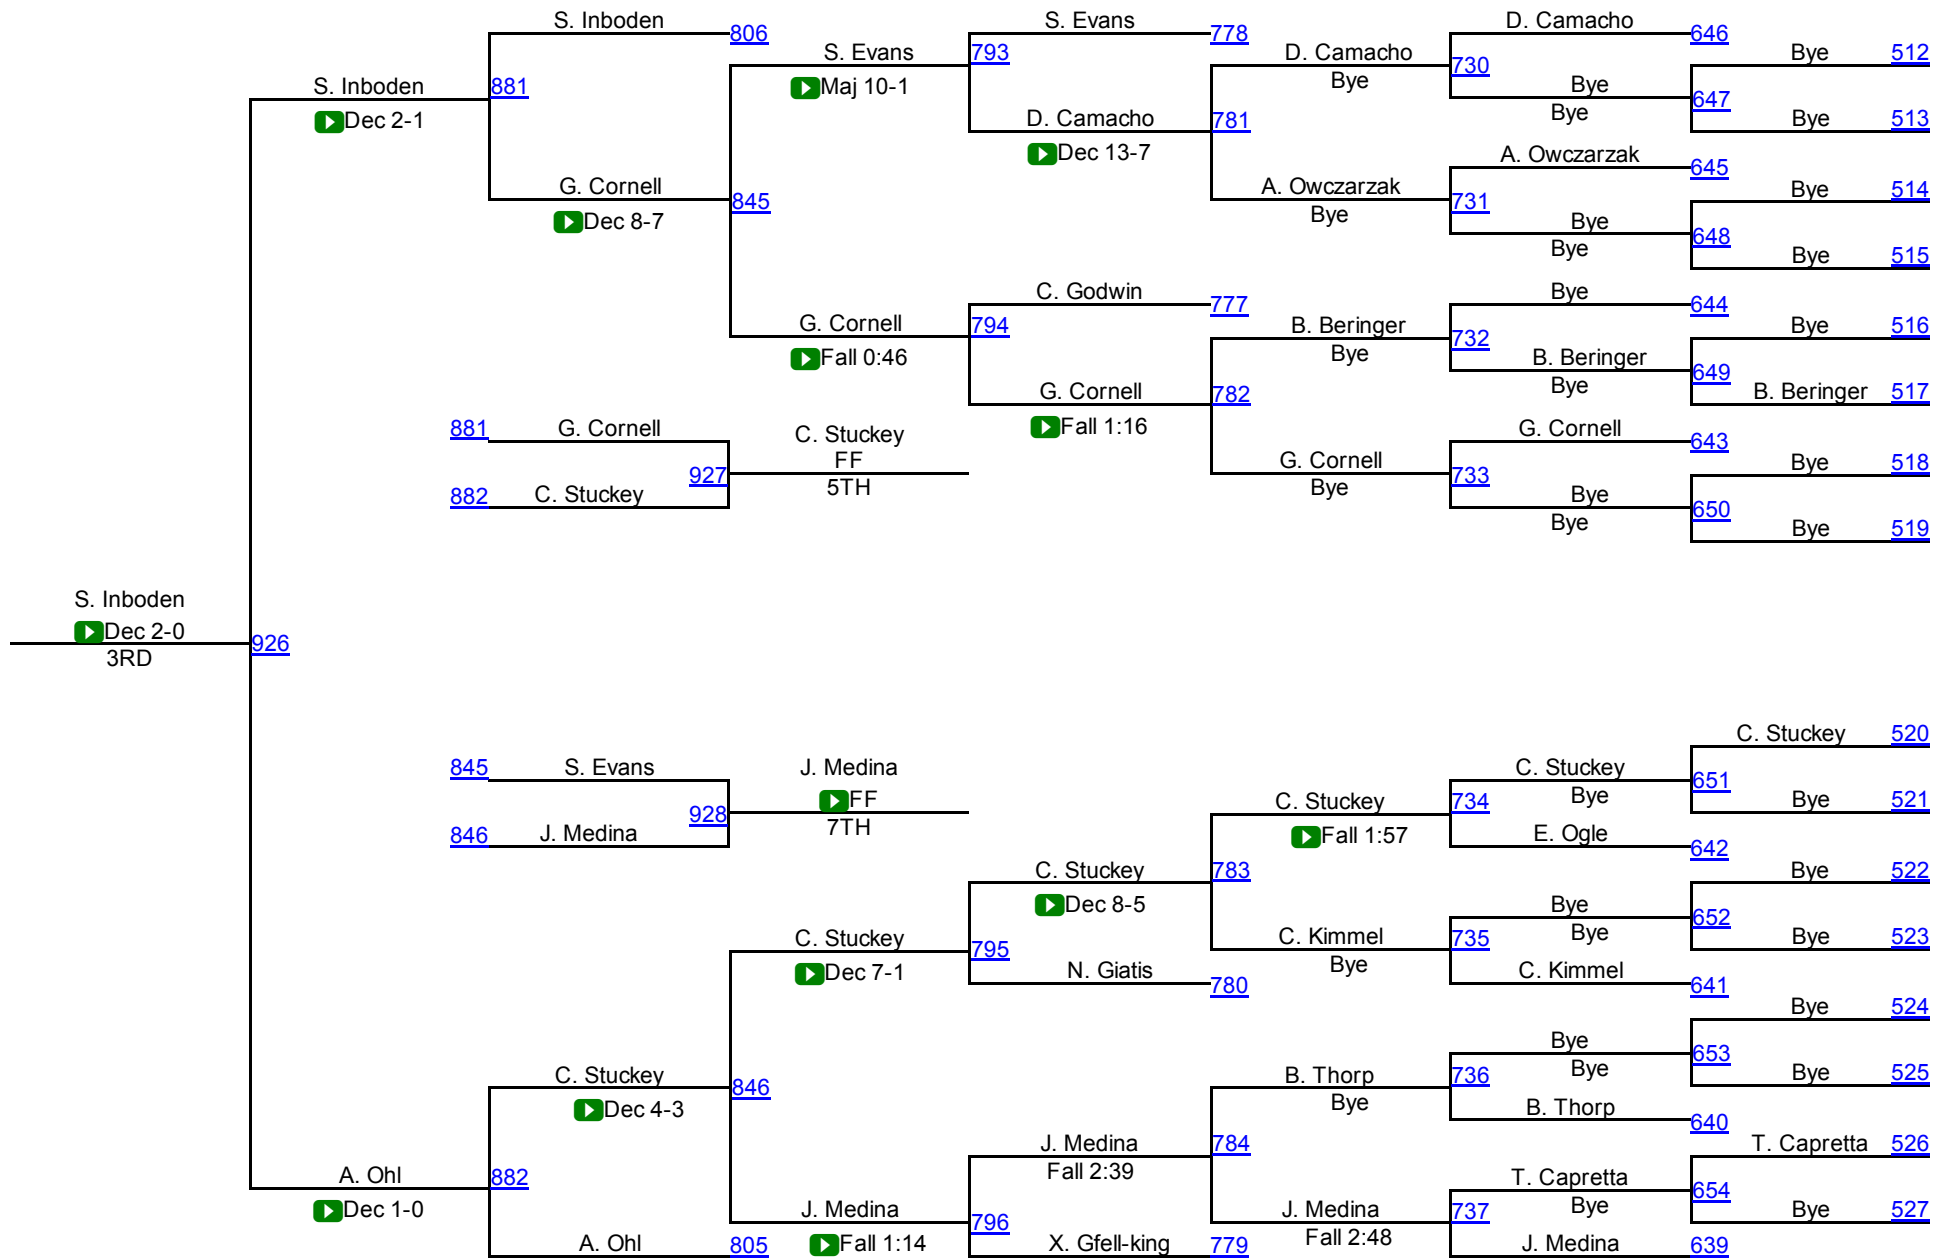 S. Inboden 806
S. Evans 778
D. Camacho 646
S. Evans 793
D. Camacho 730
Bye 512
S. Inboden 881
Maj 10-1
Bye
Bye 647
Dec 2-1
D. Camacho 781
Bye
Bye 513
Dec 13-7
A. Owczarzak 645
G. Cornell 845
A. Owczarzak 731
Bye 514
Dec 8-7
Bye
Bye 648
Bye
Bye 515
C. Godwin 777
Bye 644
G. Cornell 794
B. Beringer 732
Bye 516
Fall 0:46
Bye
B. Beringer 649
G. Cornell 782
Bye
B. Beringer 517
881 G. Cornell
C. Stuckey
Fall 1:16
G. Cornell 643
FF
G. Cornell 733
Bye 518
927
5TH
Bye
882 C. Stuckey
Bye 650
Bye
Bye 519
S. Inboden
Dec 2-0
926
3RD
C. Stuckey 520
845 S. Evans
J. Medina
C. Stuckey 651
FF
C. Stuckey 734
Bye
Bye 521
928
7TH
846 J. Medina
Fall 1:57
E. Ogle 642
C. Stuckey 783
Bye 522
Dec 8-5
Bye 652
C. Stuckey 795
C. Kimmel 735
Bye
Bye 523
Dec 7-1
N. Giatis 780
Bye
C. Kimmel 641
Bye 524
Bye 653
C. Stuckey 846
B. Thorp 736
Bye
Bye 525
Dec 4-3
Bye
B. Thorp 640
J. Medina 784
T. Capretta 526
A. Ohl 882
Fall 2:39
T. Capretta 654
Dec 1-0
J. Medina 796
J. Medina 737
Bye
Bye 527
A. Ohl 805
Fall 1:14
X. Gfell-king 779
Fall 2:48
J. Medina 639